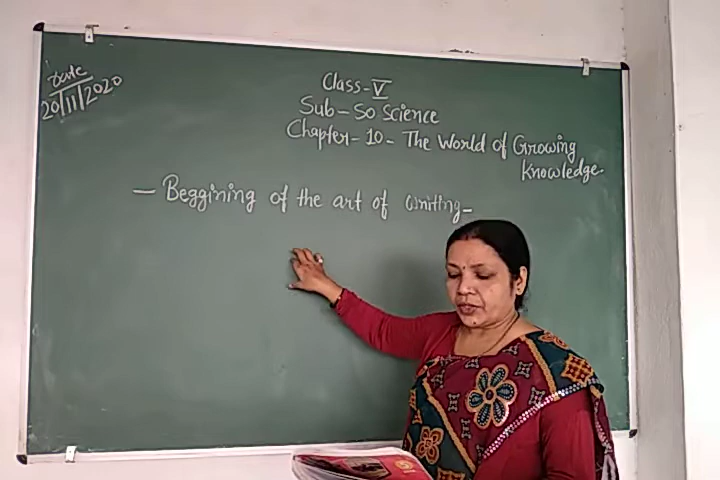 Date
20/11/2020
Class-V
Sub-So Science
Chapter-10-The World of Growing
Knowledge.
- Beggining of the art of writing-